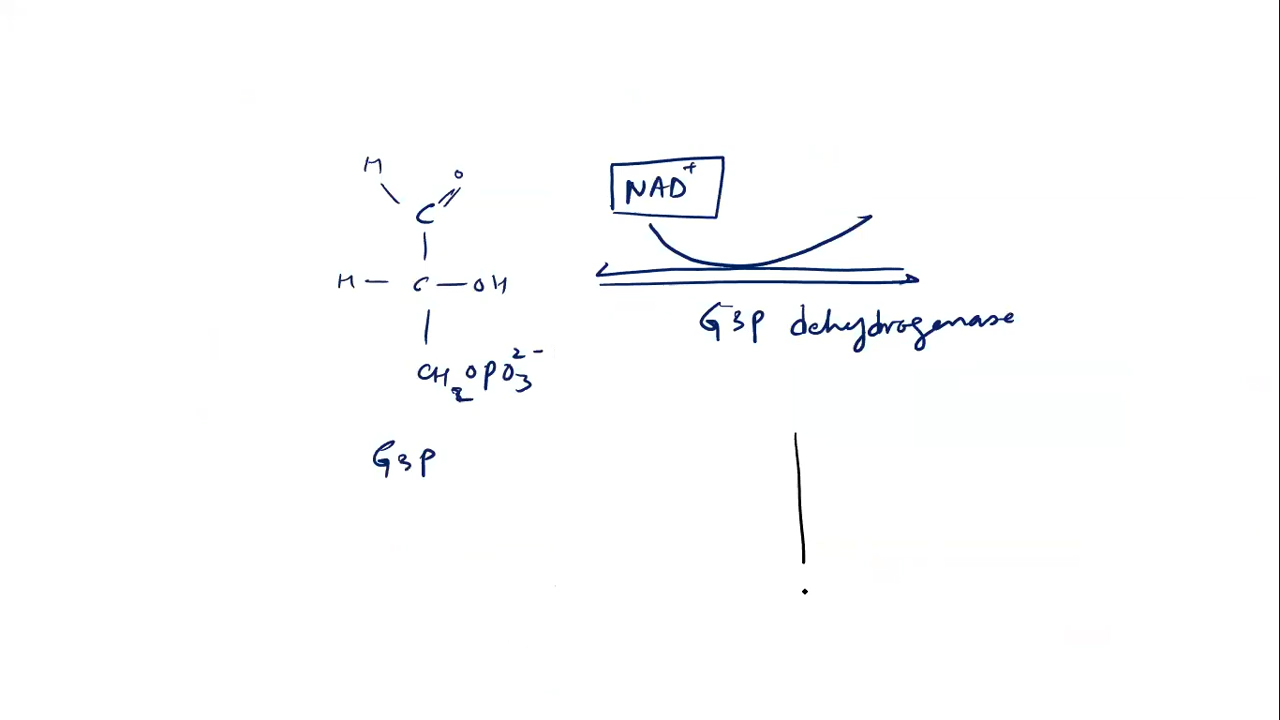 H
O
C
NAD+
H — C — OH
G3P dehydrogenase
CH2OPO3 2-
G3P